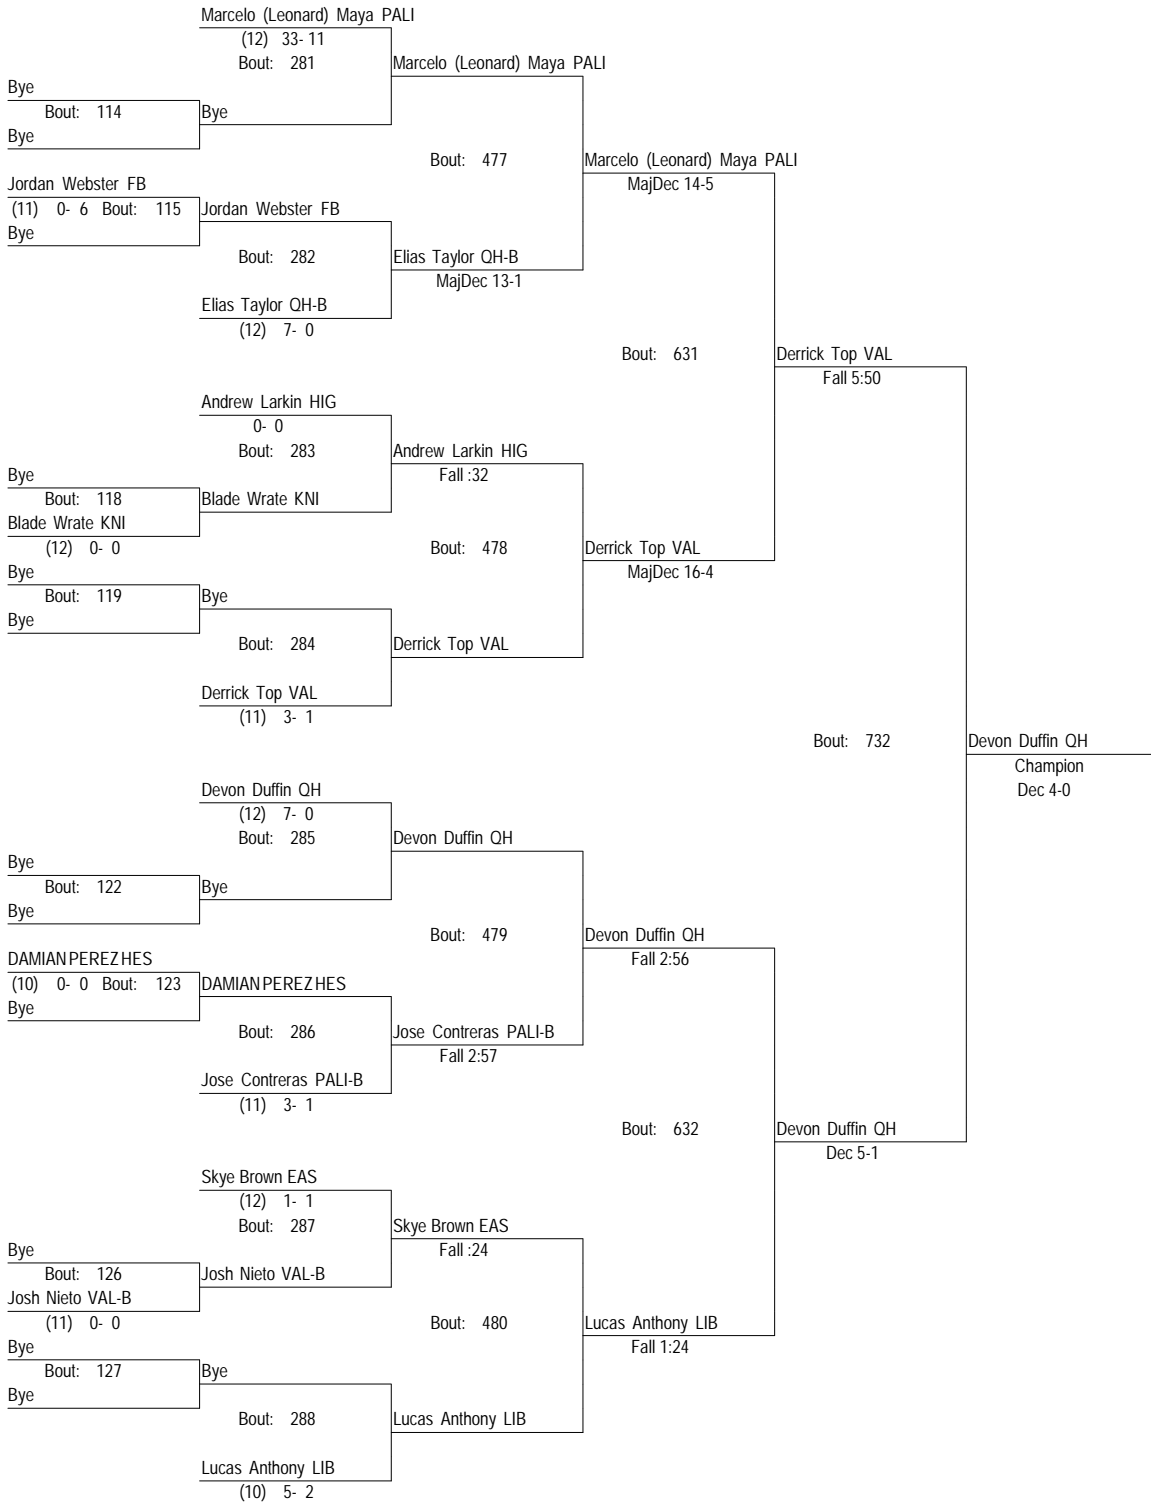 Marcelo (Leonard) Maya PALI
(12) 33- 11
Bout: 281
Marcelo (Leonard) Maya PALI
Bye
Bout: 114
Bye
Bye
Bout: 477
Marcelo (Leonard) Maya PALI
MajDec 14-5
Jordan Webster FB
(11) 0- 6 Bout: 115
Jordan Webster FB
Bye
Bout: 282
Elias Taylor QH-B
MajDec 13-1
Elias Taylor QH-B
(12) 7- 0
Bout: 631
Derrick Top VAL
Fall 5:50
Andrew Larkin HIG
0- 0
Bout: 283
Andrew Larkin HIG
Fall :32
Bye
Bout: 118
Blade Wrate KNI
Blade Wrate KNI
(12) 0- 0
Bout: 478
Derrick Top VAL
MajDec 16-4
Bye
Bout: 119
Bye
Bye
Bout: 284
Derrick Top VAL
Derrick Top VAL
(11) 3- 1
Bout: 732
Devon Duffin QH
Champion
Dec 4-0
Devon Duffin QH
(12) 7- 0
Bout: 285
Devon Duffin QH
Bye
Bout: 122
Bye
Bye
Bout: 479
Devon Duffin QH
Fall 2:56
DAMIAN PEREZ HES
(10) 0- 0 Bout: 123
DAMIAN PEREZ HES
Bye
Bout: 286
Jose Contreras PALI-B
Fall 2:57
Jose Contreras PALI-B
(11) 3- 1
Bout: 632
Devon Duffin QH
Dec 5-1
Skye Brown EAS
(12) 1- 1
Bout: 287
Skye Brown EAS
Fall :24
Bye
Bout: 126
Josh Nieto VAL-B
Josh Nieto VAL-B
(11) 0- 0
Bout: 480
Lucas Anthony LIB
Fall 1:24
Bye
Bout: 127
Bye
Bye
Bout: 288
Lucas Anthony LIB
Lucas Anthony LIB
(10) 5- 2